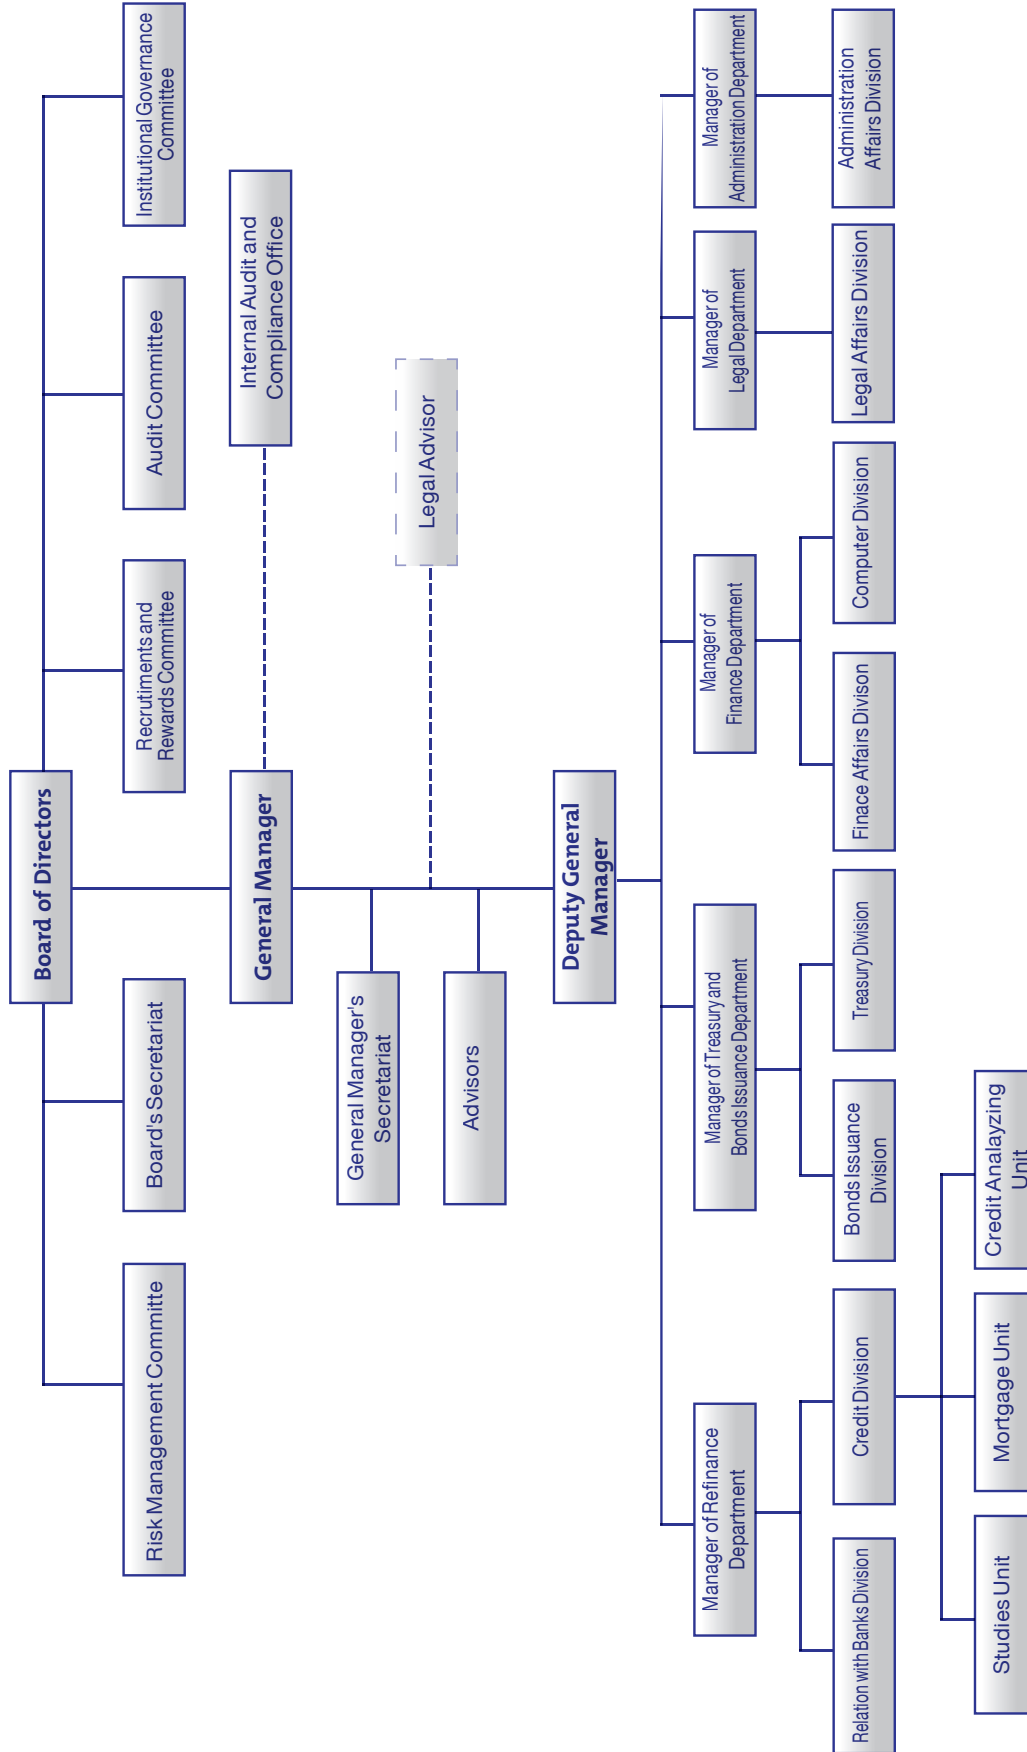 Board of Directors
Risk Management Committe
Board's Secretariat
Recrutiments and
Rewards Committee
Audit Committee
Institutional Governance
Committee
General Manager
Internal Audit and
Compliance Office
General Manager's
Secretariat
Legal Advisor
Advisors
Deputy General
Manager
Manager of Refinance
Department
Manager of Treasury and
Bonds Issuance Department
Manager of
Finance Department
Manager of
Legal Department
Manager of
Administration Department
Relation with Banks Division
Credit Division
Bonds Issuance
Division
Treasury Division
Finace Affairs Divison
Computer Division
Legal Affairs Division
Administration
Affairs Division
Studies Unit
Mortgage Unit
Credit Analayzing
Unit